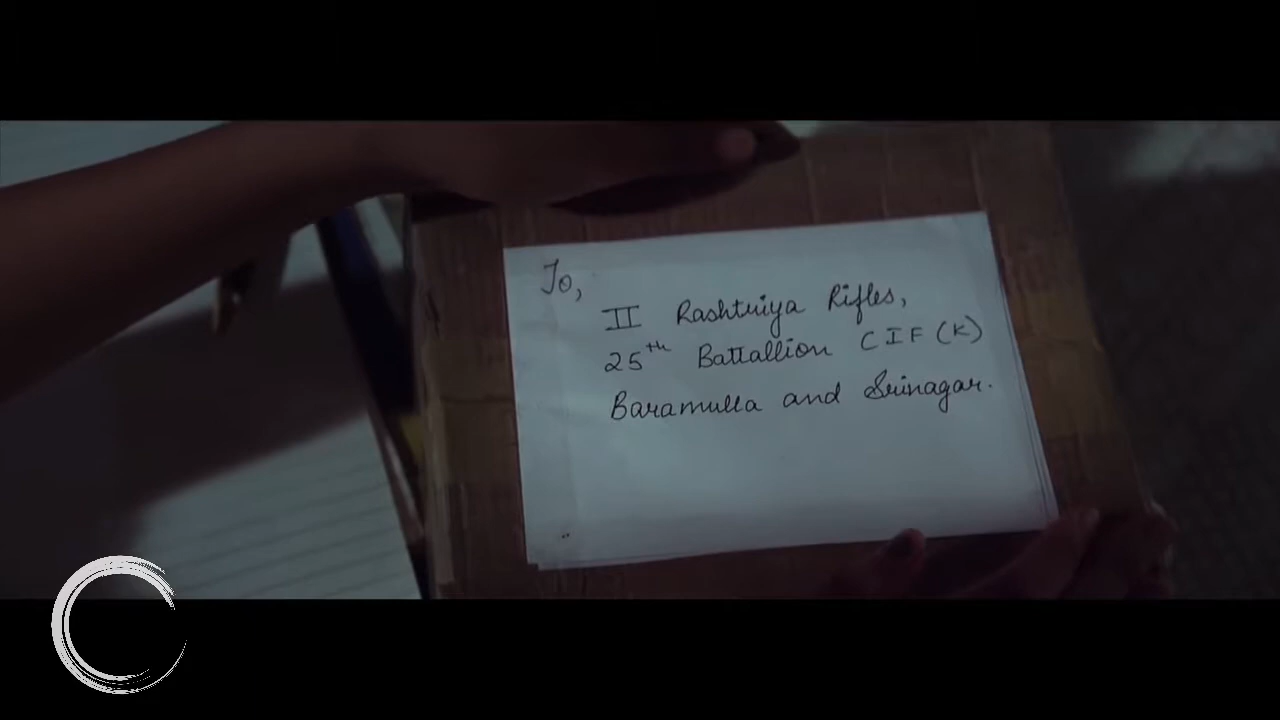 To,
II Rashtriya Rifles,
25th Battallion CIF (K)
Baramulla and Srinagar.